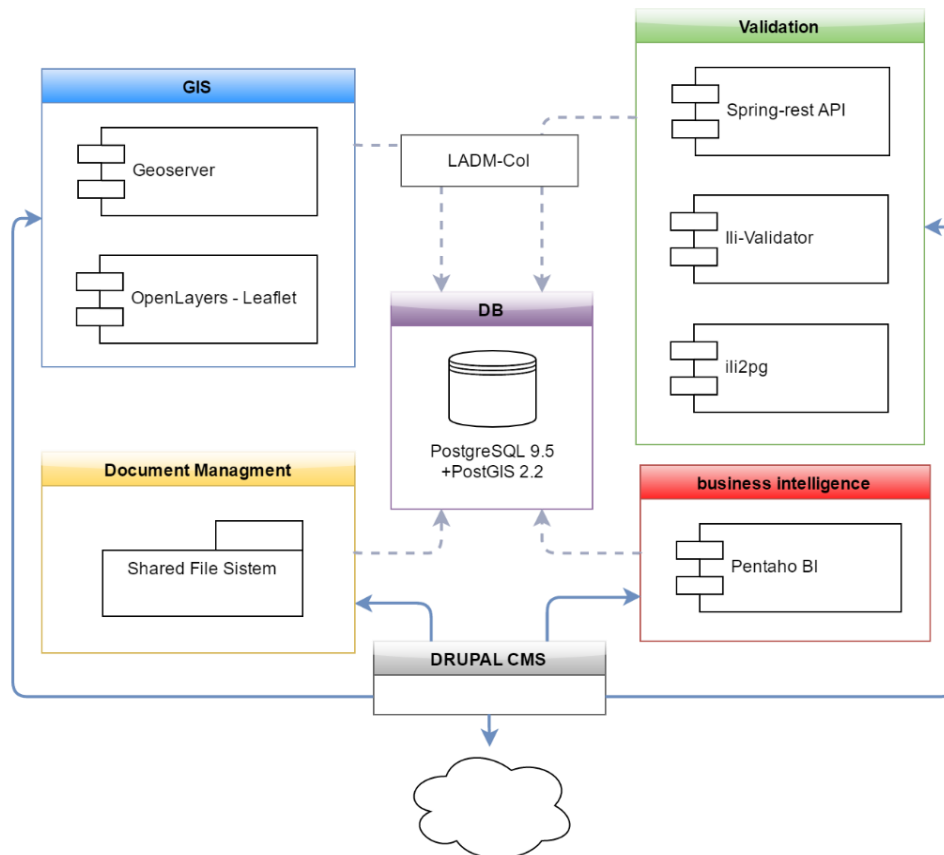 Validation
GIS
Spring-rest API
Geoserver
LADM-Col
Ili-Validator
OpenLayers - Leaflet
DB
ili2pg
PostgreSQL 9.5
+PostGIS 2.2
Document Managment
business intelligence
Shared File Sistem
Pentaho BI
DRUPAL CMS